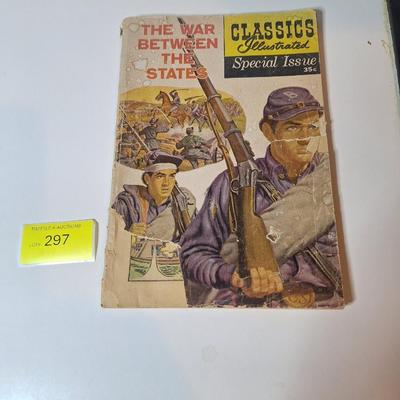 THE WAR
BETWEEN
THE
STATES
CLASSICS
Illustrated
Special Issue
35¢
297